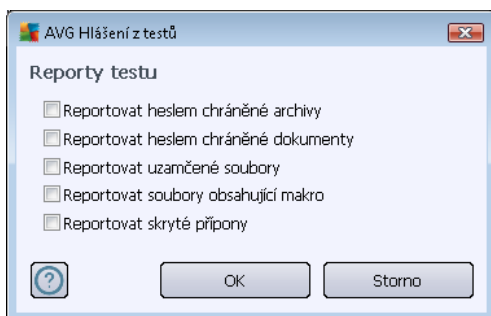 AVG Hlášení z testů
Reporty testu
Reportovat heslem chráněné archivy
Reportovat heslem chráněné dokumenty
Reportovat uzamčené soubory
Reportovat soubory obsahující makro
Reportovat skryté přípony
?
OK
Storno